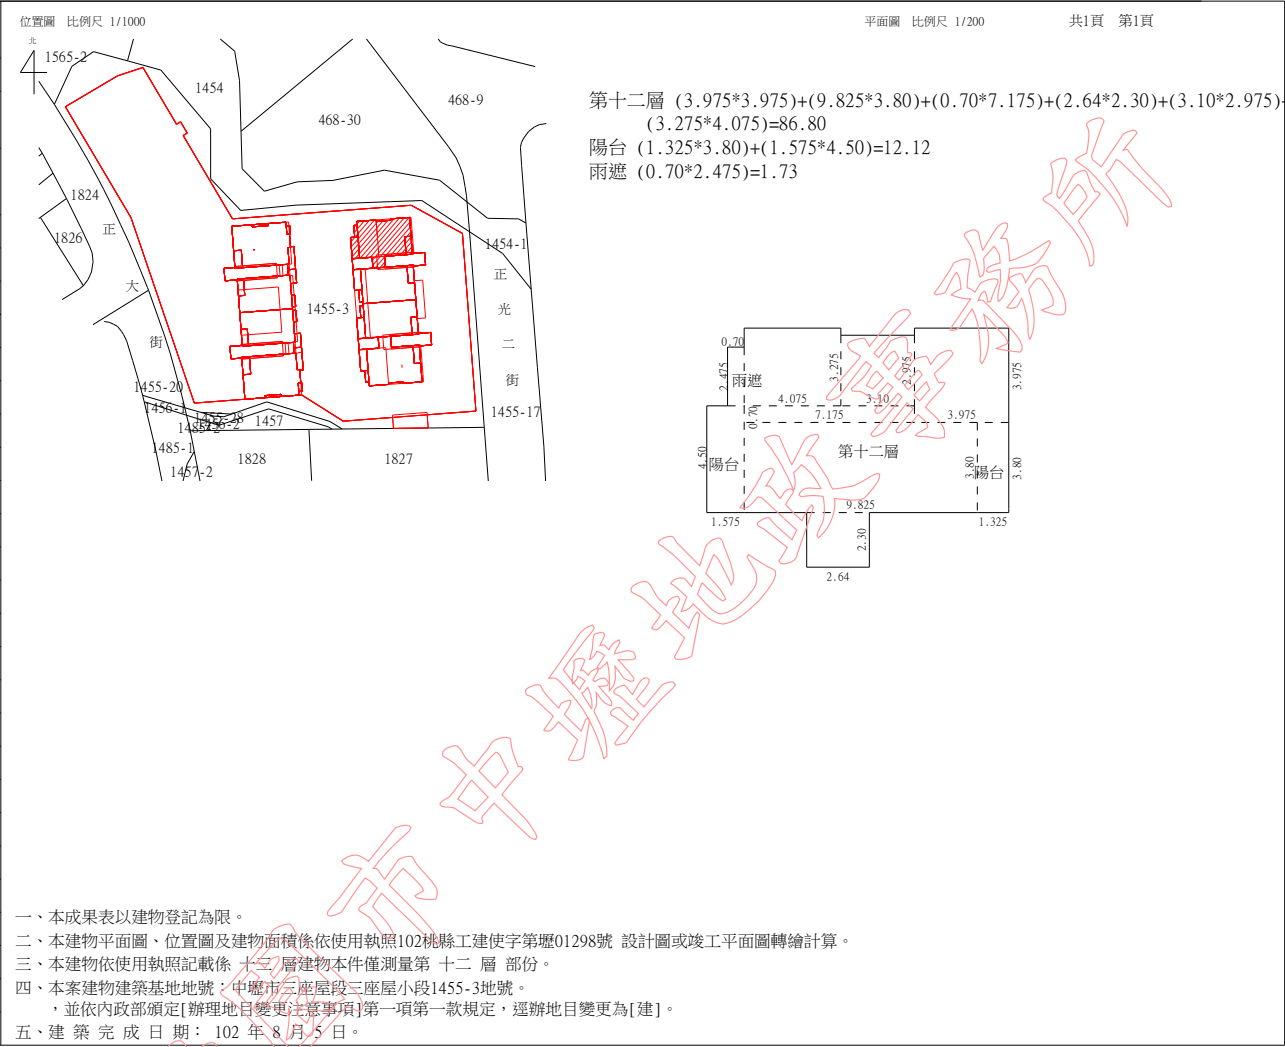 位置圖 比例尺 1/1000
平面圖 比例尺 1/200
共1頁 第1頁
北
1565-2
1454
468-30
468-9
1824
1826
正
大
街
1454-1
正
光
二
街
1455-3
1455-20
1456-1
1457
1485-1
1457-2
1828
1827
1455-17
第十二層 (3.975*3.975)+(9.825*3.80)+(0.70*7.175)+(2.64*2.30)+(3.10*2.975)+
(3.275*4.075)=86.80
陽台 (1.325*3.80)+(1.575*4.50)=12.12
雨遮 (0.70*2.475)=1.73
0.70
2.475
雨遮
3.275
2.975
3.975
4.075
3.10
0.70
7.175
3.975
4.50
陽台
第十二層
3.80
陽台
3.80
9.825
1.575
1.325
2.30
2.64
一、本成果表以建物登記為限。
二、本建物平面圖、位置圖及建物面積係依使用執照102桃縣工建使字第壢01298號 設計圖或竣工平面圖轉繪計算。
三、本建物依使用執照記載係 十三 層建物本件僅測量第 十二 層 部份。
四、本案建物建築基地地號：中壢市三座屋段三座屋小段1455-3地號。
，並依內政部頒定[辦理地目變更注意事項]第一項第一款規定，逕辦地目變更為[建]。
五、建 築 完 成 日 期： 102 年 8 月 5 日。
園市中壢地政事務所